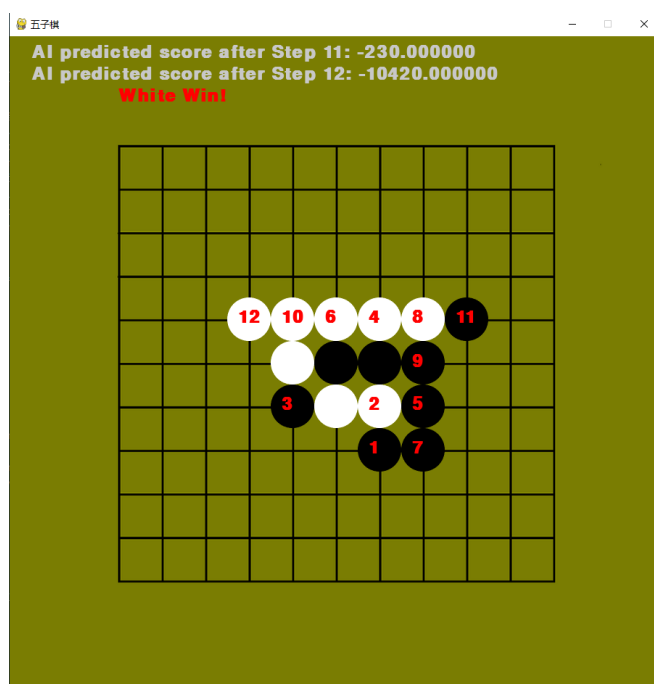 五子棋
AI predicted score after Step 11: -230.000000
AI predicted score after Step 12: -10420.000000
White Win!
12 10 6 4 8 11
9
3 2 5
1 7